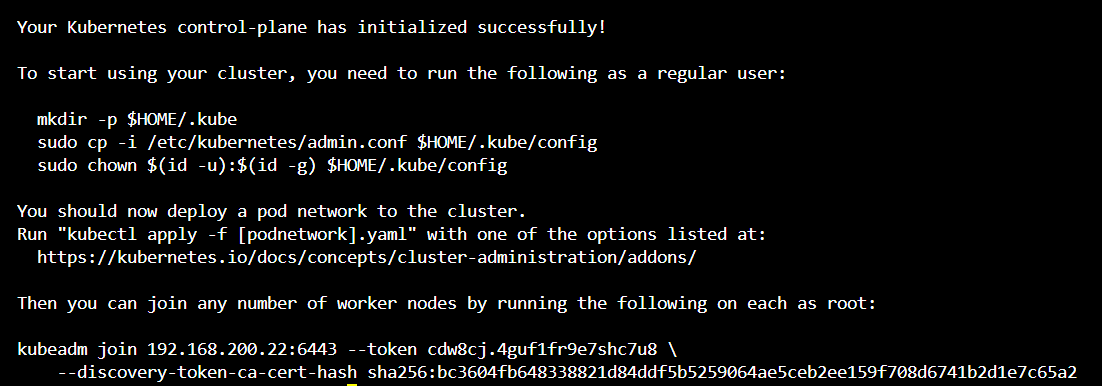 Your Kubernetes control-plane has initialized successfully!
To start using your cluster, you need to run the following as a regular user:
mkdir -p $HOME/.kube
sudo cp -i /etc/kubernetes/admin.conf $HOME/.kube/config
sudo chown $(id -u):$(id -g) $HOME/.kube/config
You should now deploy a pod network to the cluster.
Run "kubectl apply -f [podnetwork].yaml" with one of the options listed at:
https://kubernetes.io/docs/concepts/cluster-administration/addons/
Then you can join any number of worker nodes by running the following on each as root:
kubeadm join 192.168.200.22:6443 --token cdw8cj.4guf1fr9e7shc7u8 \
--discovery-token-ca-cert-hash sha256:bc3604fb648338821d84ddf5b5259064ae5ceb2ee159f708d6741b2d1e7c65a2